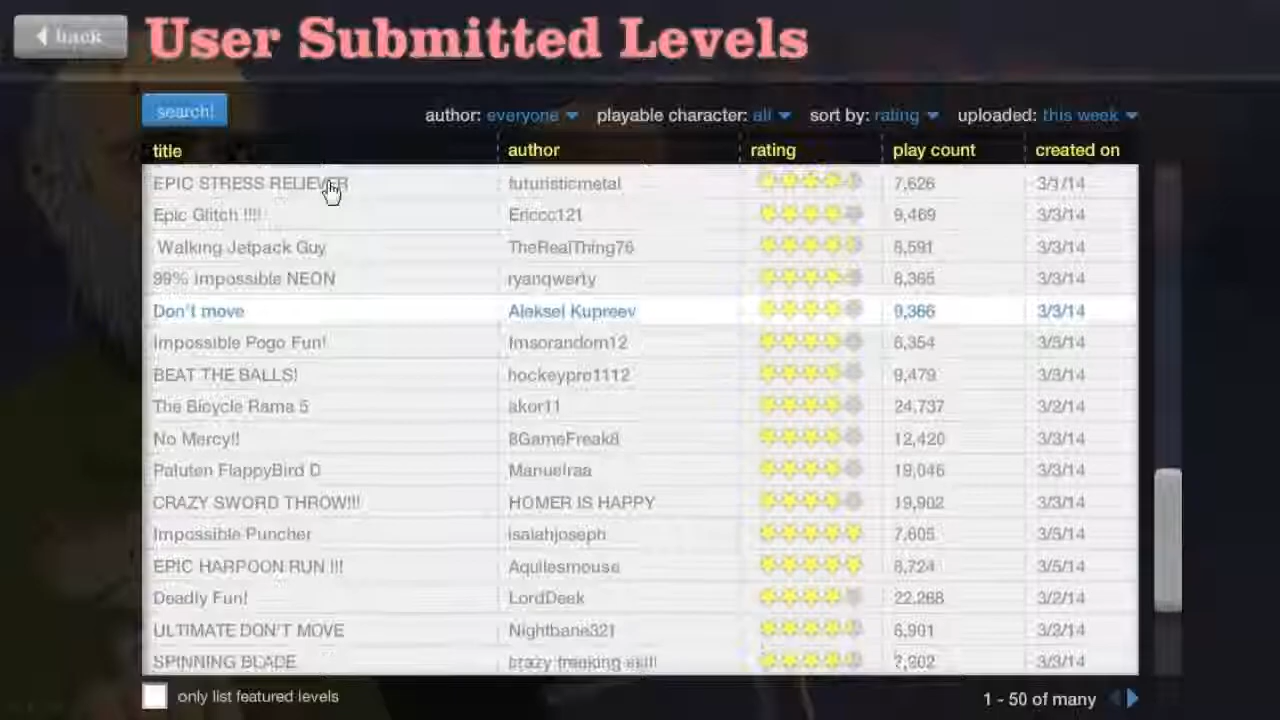 back
User Submitted Levels
search!
author: everyone playable character: all sort by: rating uploaded: this week
title author rating play count created on
EPIC STRESS RELIEVER futuristicmetal 7,626 3/1/14
Epic Glitch !!!! Ericcc121 9,469 3/3/14
Walking Jetpack Guy TheRealThing76 3/3/14
99% Impossible NEON ryanqwerty 3/3/14
Don't move Aleksei Kupreev 9,366 3/3/14
Impossible Pogo Fun! Imsorandom12 3/3/14
BEAT THE BALLS! hockeypro1112 9,479 3/3/14
The Bicycle Rama 5 akor11 24,737 3/2/14
No Mercy!! 8GameFreak8 12,420 3/3/14
Paluten FlappyBird D Manuelraa 19,046 3/3/14
CRAZY SWORD THROW!!! HOMER IS HAPPY 19,902 3/3/14
Impossible Puncher isaiahjoseph 7,605 3/5/14
EPIC HARPOON RUN !!! Aquilesmouse 3/5/14
Deadly Fun! LordDeek 22,268 3/2/14
ULTIMATE DON'T MOVE Nightbane321 3/2/14
SPINNING BLADE 3/3/14
only list featured levels 1 - 50 of many